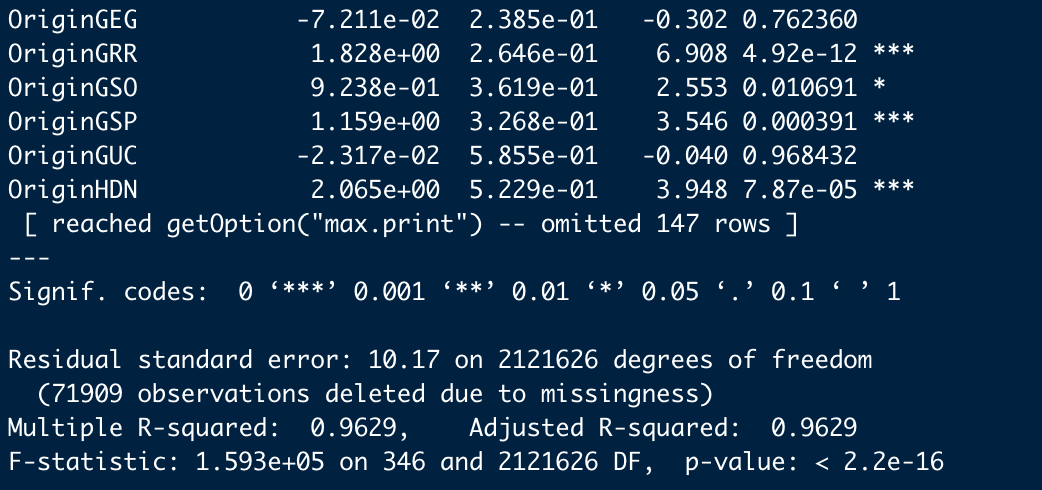 OriginGEG           -7.211e-02  2.385e-01   -0.302 0.762360
OriginGRR            1.828e+00  2.646e-01    6.908 4.92e-12 ***
OriginGSO            9.238e-01  3.619e-01    2.553 0.010691 *
OriginGSP            1.159e+00  3.268e-01    3.546 0.000391 ***
OriginGUC           -2.317e-02  5.855e-01   -0.040 0.968432
OriginHDN            2.065e+00  5.229e-01    3.948 7.87e-05 ***
 [ reached getOption("max.print") -- omitted 147 rows ]
---
Signif. codes:  0 ‘***’ 0.001 ‘**’ 0.01 ‘*’ 0.05 ‘.’ 0.1 ‘ ’ 1
Residual standard error: 10.17 on 2121626 degrees of freedom
  (71909 observations deleted due to missingness)
Multiple R-squared:  0.9629,    Adjusted R-squared:  0.9629
F-statistic: 1.593e+05 on 346 and 2121626 DF,  p-value: < 2.2e-16